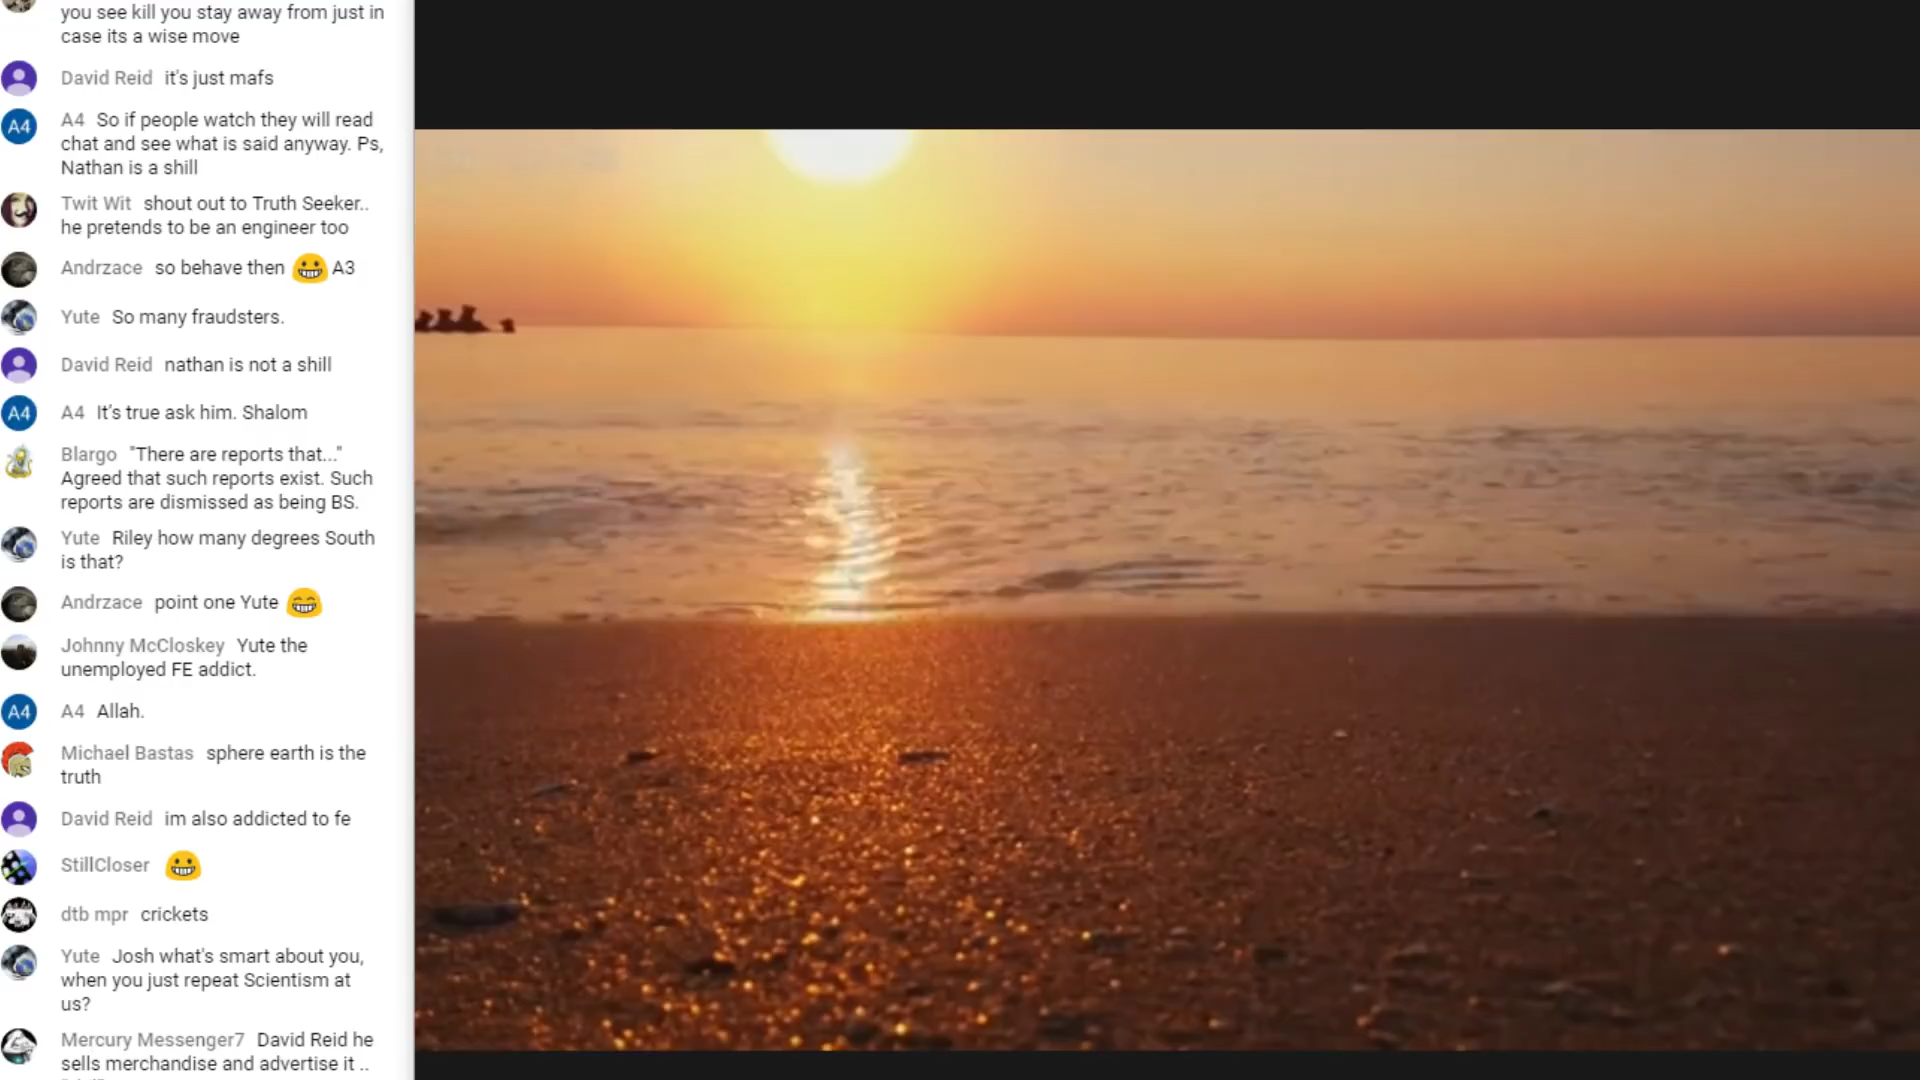 you see kill you stay away from just in
case its a wise move
David Reid it's just mafs
A4
A4 So if people watch they will read
chat and see what is said anyway. Ps,
Nathan is a shill
Twit Wit shout out to Truth Seeker..
he pretends to be an engineer too
Andrzace so behave then 😀 A3
Yute So many fraudsters.
David Reid nathan is not a shill
A4
A4 It's true ask him. Shalom
Blargo "There are reports that..."
Agreed that such reports exist. Such
reports are dismissed as being BS.
Yute Riley how many degrees South
is that?
Andrzace point one Yute 😁
Johnny McCloskey Yute the
unemployed FE addict.
A4
A4 Allah.
Michael Bastas sphere earth is the
truth
David Reid im also addicted to fe
StillCloser 😀
dtb mpr crickets
Yute Josh what's smart about you,
when you just repeat Scientism at
us?
Mercury Messenger7 David Reid he
sells merchandise and advertise it ..